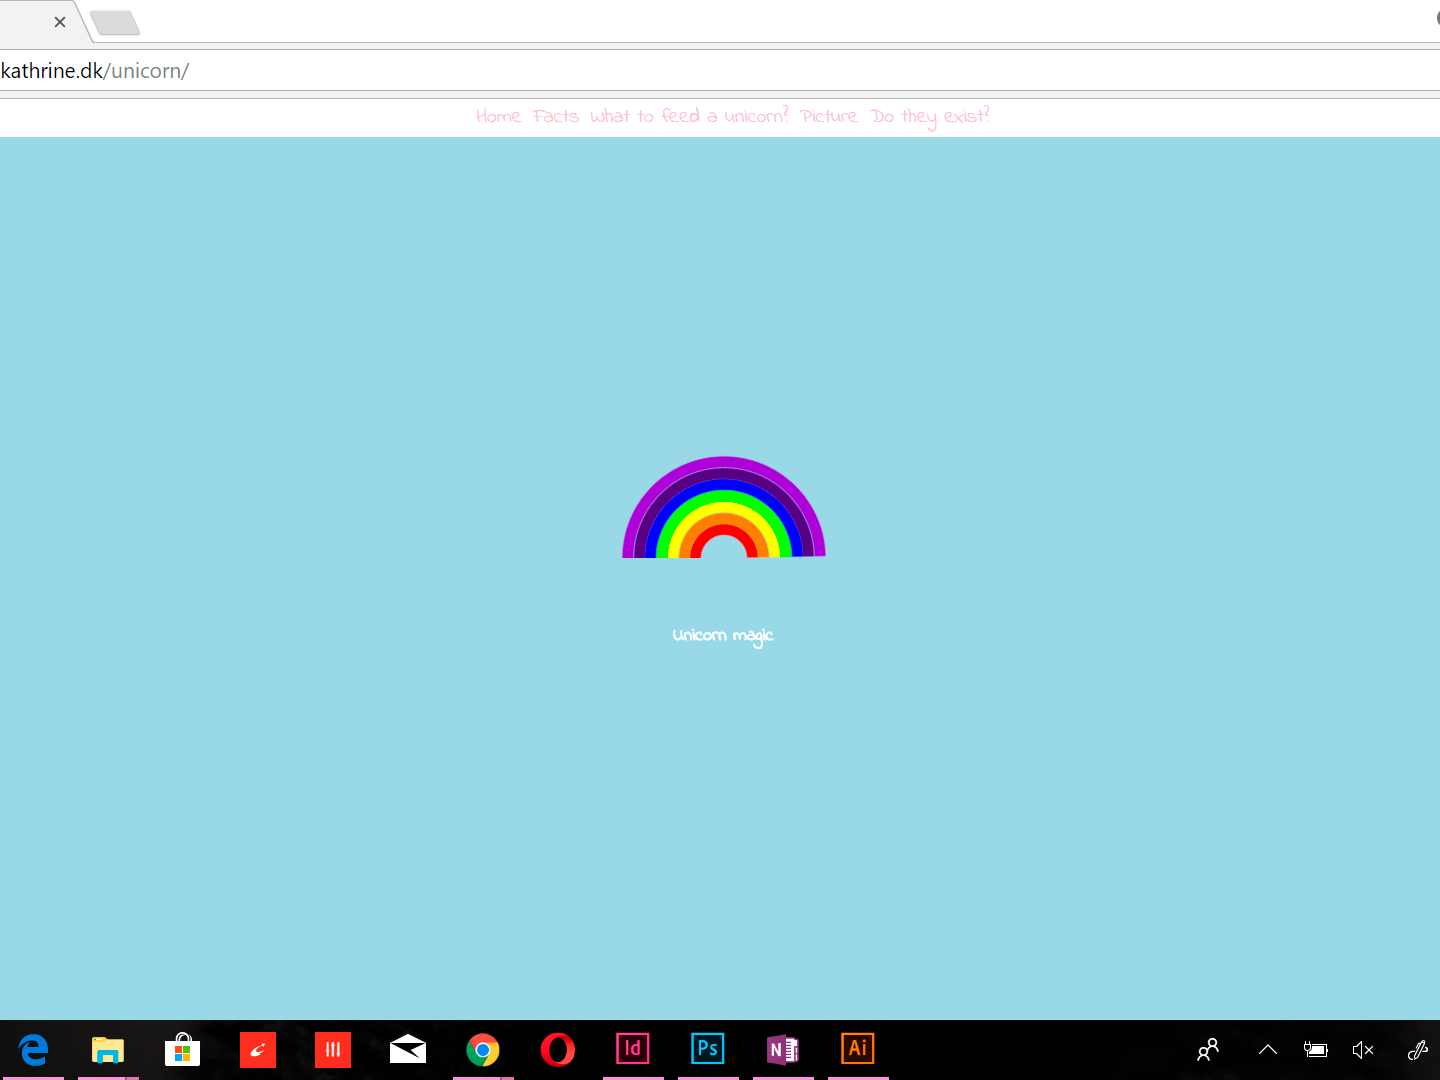 kathrine.dk/unicorn/
Home Facts What to feed a unicorn? Picture Do they exist?
Unicorn magic
Id Ps N Ai